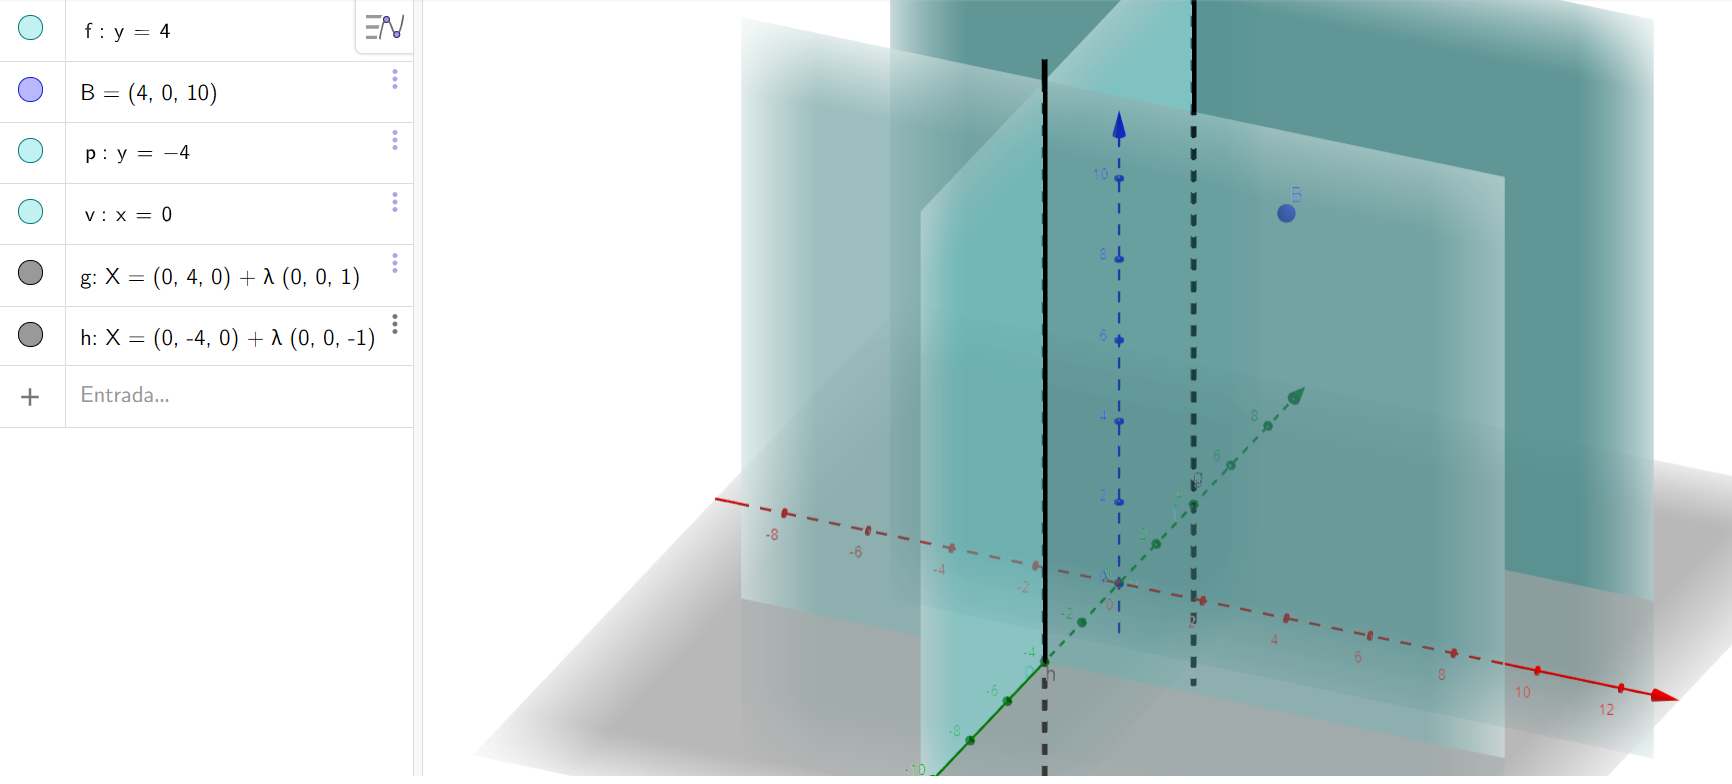 f : y = 4
B = (4, 0, 10)
p : y = −4
v : x = 0
g: X = (0, 4, 0) + λ (0, 0, 1)
h: X = (0, -4, 0) + λ (0, 0, -1)
+ Entrada...
B
10
8
6
4
2
0
8
6
g
4
2
-8
-6
-4
-2
0
2
4
6
8
10
12
-2
-4
h
-6
-8
-10